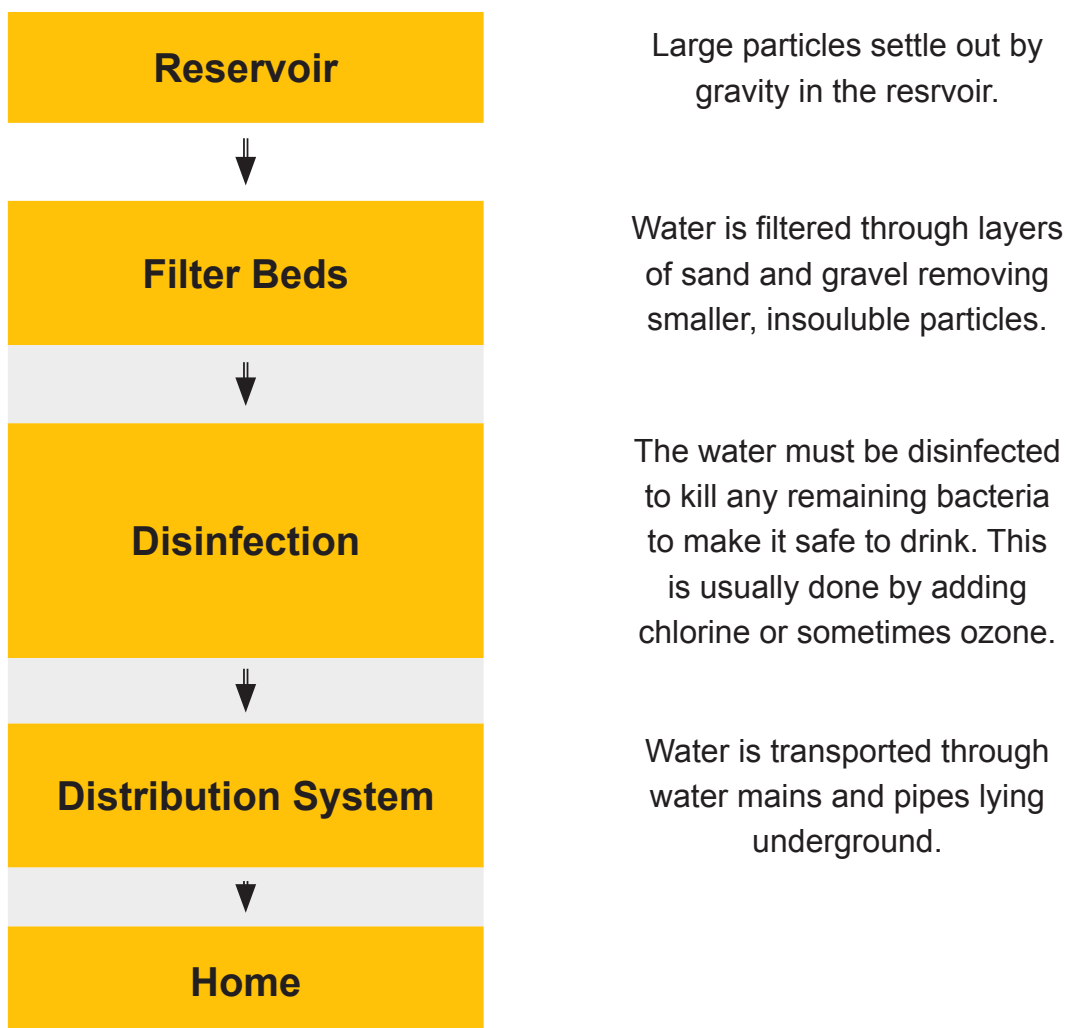 Reservoir
Large particles settle out by
gravity in the resrvoir.
Filter Beds
Water is filtered through layers
of sand and gravel removing
smaller, insouluble particles.
Disinfection
The water must be disinfected
to kill any remaining bacteria
to make it safe to drink. This
is usually done by adding
chlorine or sometimes ozone.
Distribution System
Water is transported through
water mains and pipes lying
underground.
Home